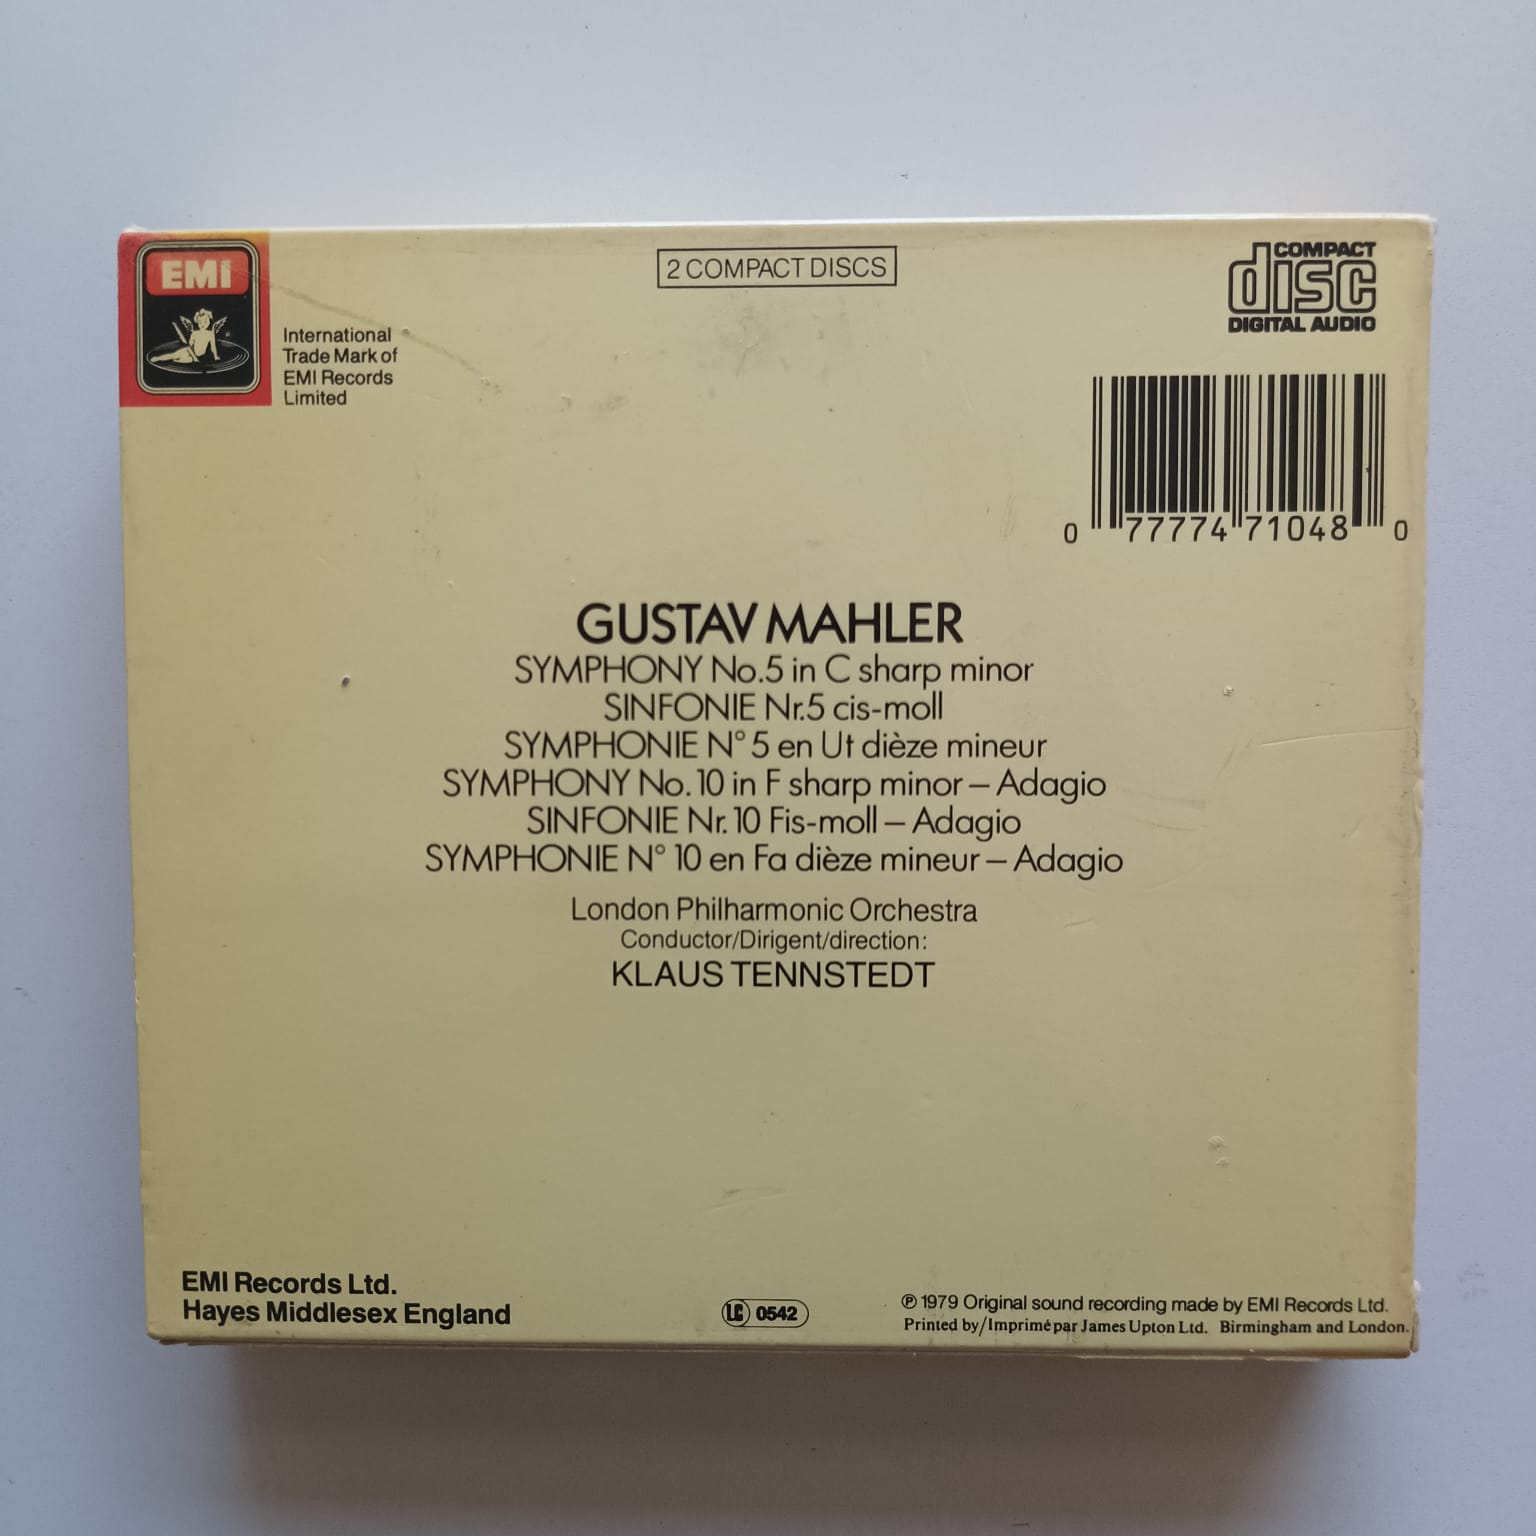 EMI
International
Trade Mark of
EMI Records
Limited
2 COMPACT DISCS
COMPACT
disc
DIGITAL AUDIO
0 77774 71048 0
GUSTAV MAHLER
SYMPHONY No.5 in C sharp minor
SINFONIE Nr.5 cis-moll
SYMPHONIE N° 5 en Ut dièze mineur
SYMPHONY No. 10 in F sharp minor – Adagio
SINFONIE Nr. 10 Fis-moll – Adagio
SYMPHONIE N° 10 en Fa dièze mineur – Adagio
London Philharmonic Orchestra
Conductor/Dirigent/direction:
KLAUS TENNSTEDT
EMI Records Ltd.
Hayes Middlesex England
LC 0542
℗ 1979 Original sound recording made by EMI Records Ltd.
Printed by/Imprimé par James Upton Ltd. Birmingham and London.